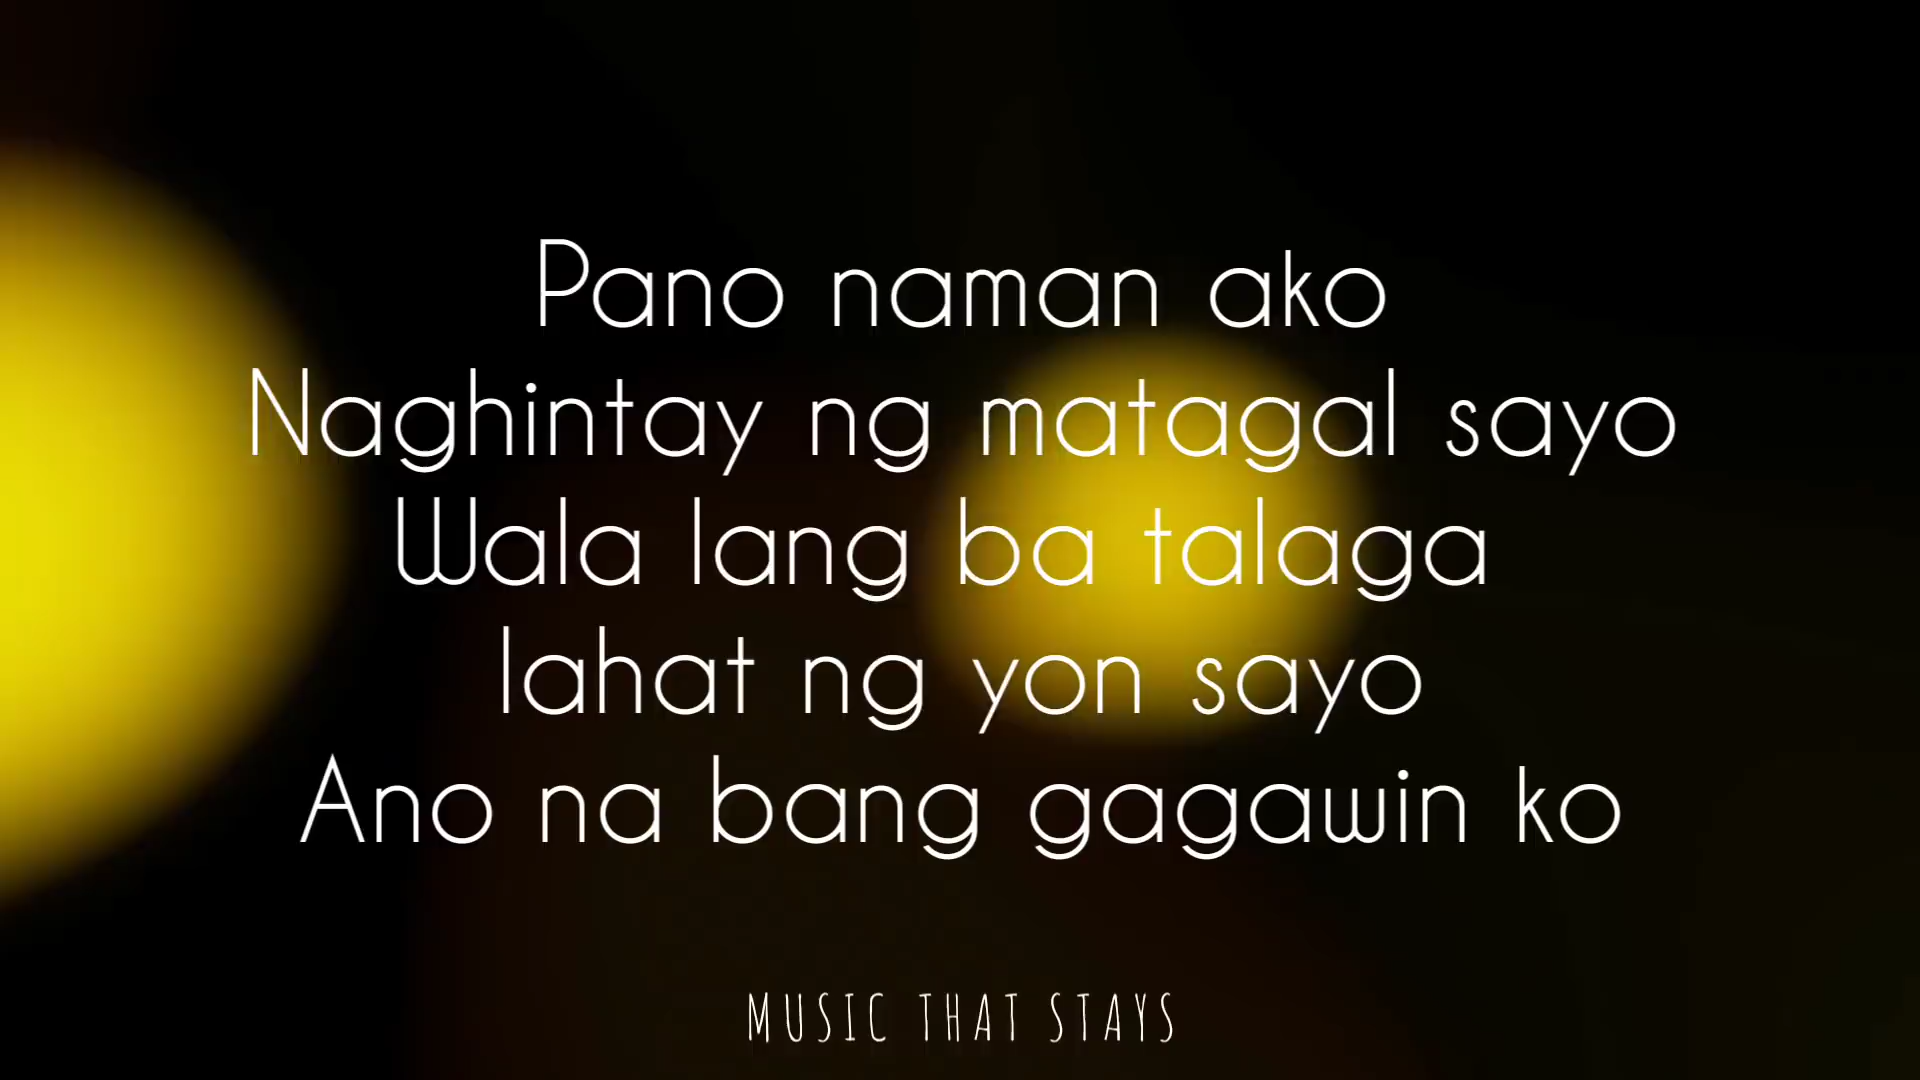 Pano naman ako
Naghintay ng matagal sayo
Wala lang ba talaga
lahat ng yon sayo
Ano na bang gagawin ko
MUSIC THAT STAYS